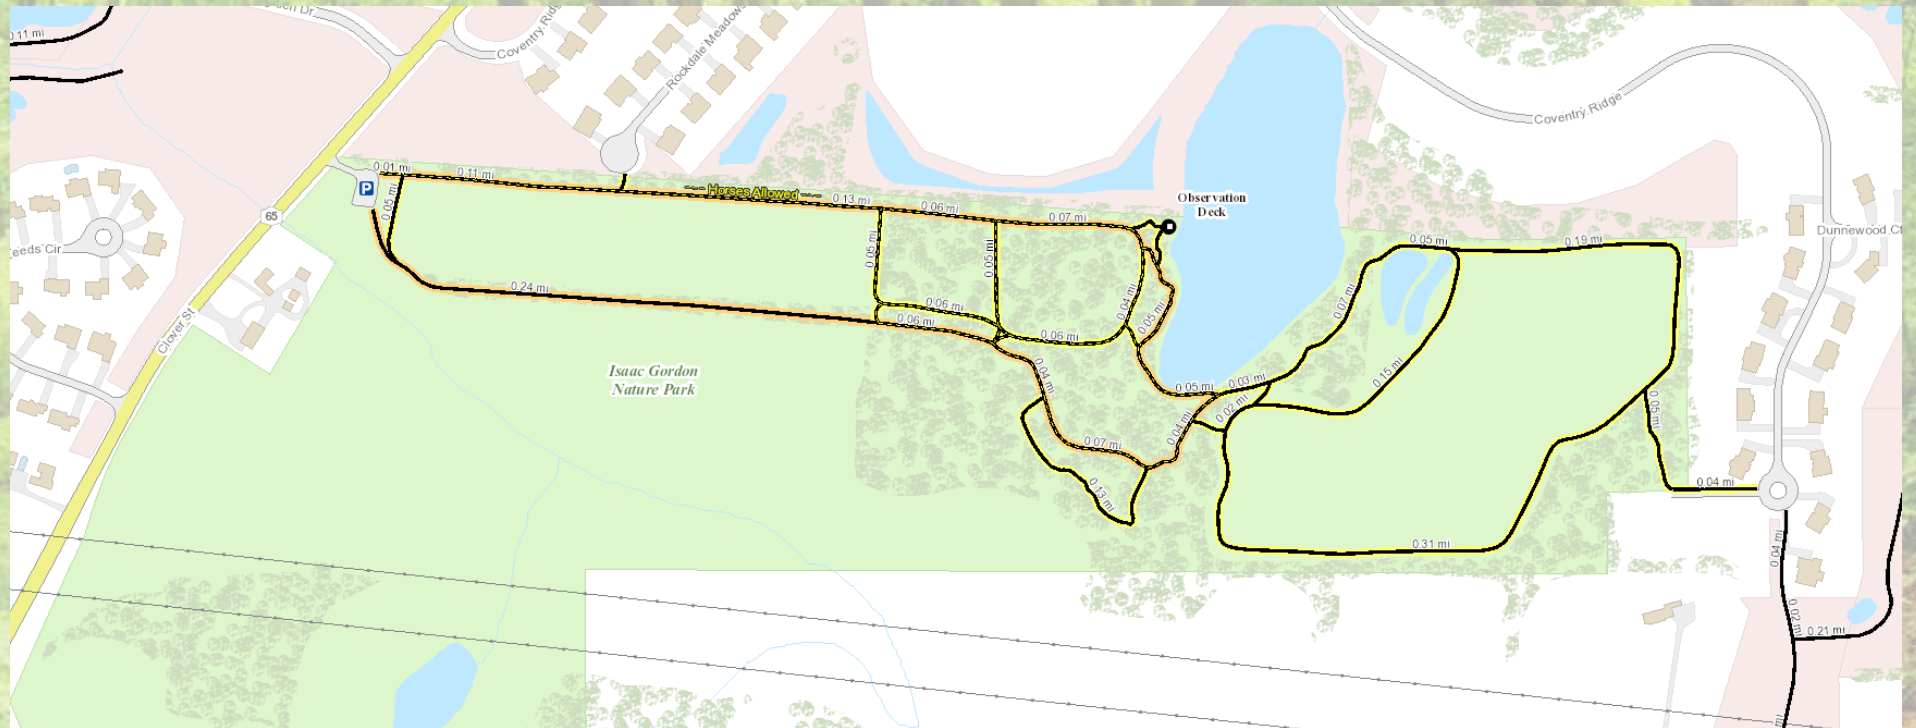 0.11 mi
een Dr
Coventry Ridg
Rockdale Meadows
Coventry Ridge
0.01 mi
0.11 mi
P
0.05 mi
--- Horses Allowed ---
0.13 mi
0.06 mi
0.07 mi
Observation
Deck
65
eeds Cir
Dunnewood Ct
0.05 mi
0.05 mi
0.05 mi
0.19 mi
0.24 mi
0.06 mi
0.06 mi
0.06 mi
0.04 mi
0.05 mi
0.07 mi
Clover St
Isaac Gordon
Nature Park
0.04 mi
0.05 mi
0.03 mi
0.02 mi
0.15 mi
0.05 mi
0.07 mi
0.04 mi
0.13 mi
0.04 mi
0.31 mi
0.04 mi
0.02 mi
0.21 mi
mi